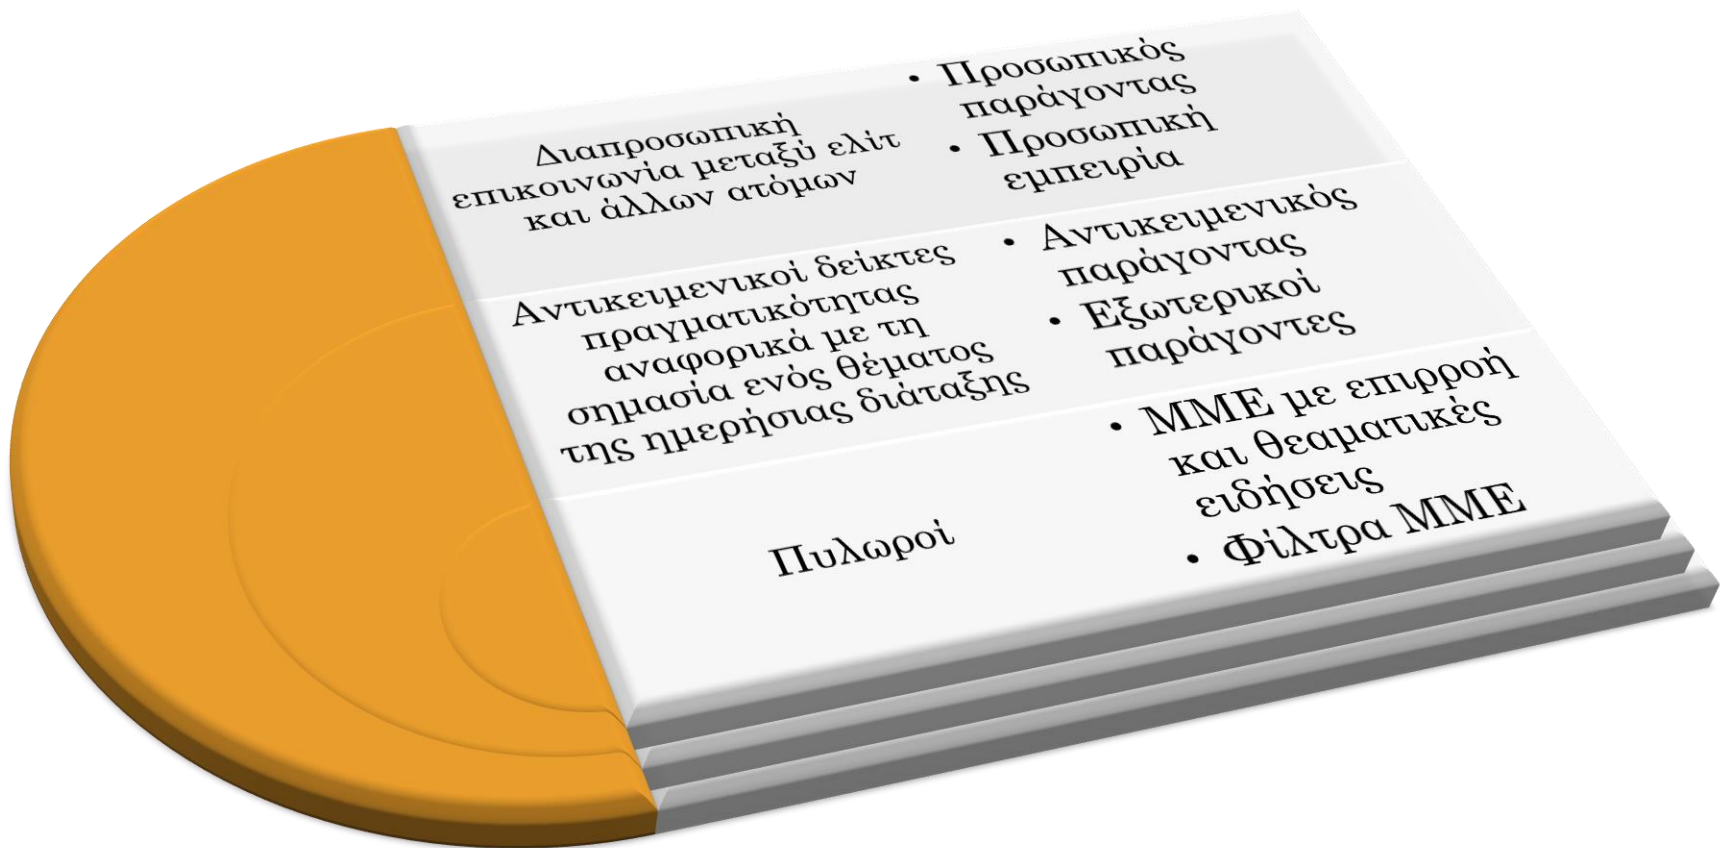 Διαπροσωπική
επικοινωνία μεταξύ ελίτ
και άλλων ατόμων
• Προσωπικός
παράγοντας
• Προσωπική
εμπειρία
Αντικειμενικοί δείκτες
πραγματικότητας
αναφορικά με τη
σημασία ενός θέματος
της ημερήσιας διάταξης
• Αντικειμενικός
παράγοντας
• Εξωτερικοί
παράγοντες
Πυλωροί
• ΜΜΕ με επιρροή
και θεαματικές
ειδήσεις
• Φίλτρα ΜΜΕ